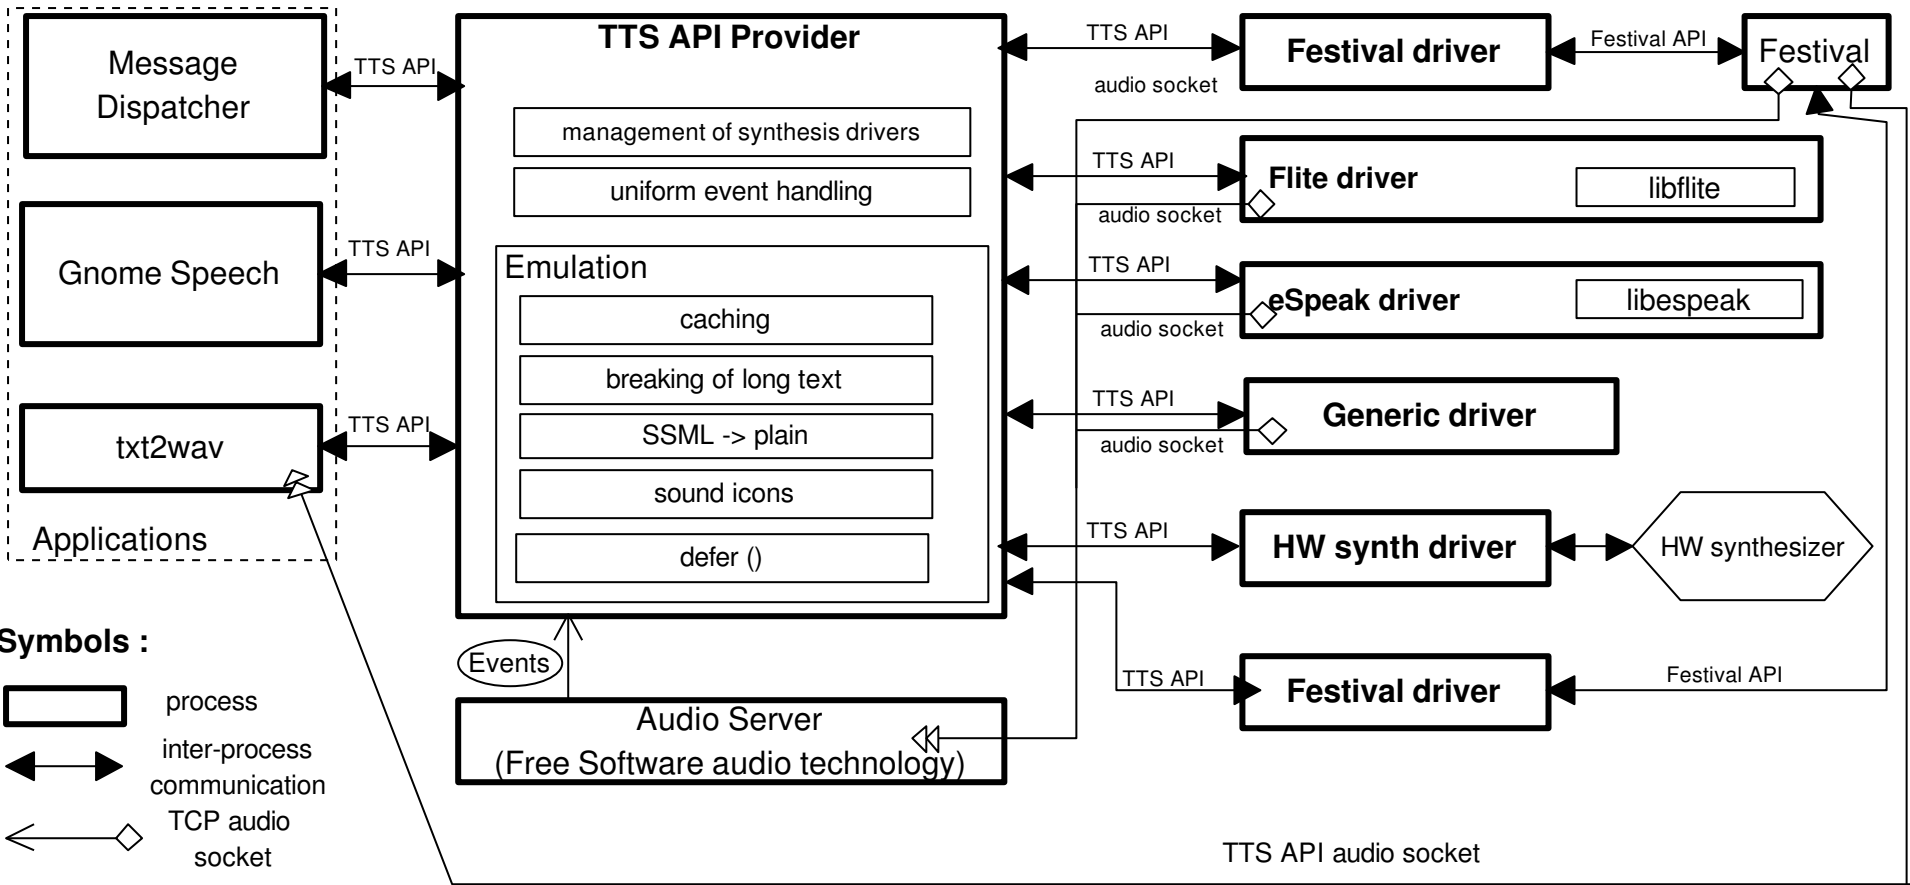 Message
Dispatcher
TTS API
Gnome Speech
TTS API
txt2wav
TTS API
Applications
TTS API Provider
management of synthesis drivers
uniform event handling
Emulation
caching
breaking of long text
SSML -> plain
sound icons
defer ()
Events
Audio Server
(Free Software audio technology)
TTS API
audio socket
Festival driver
Festival API
Festival
TTS API
audio socket
Flite driver
libflite
TTS API
audio socket
eSpeak driver
libespeak
TTS API
audio socket
Generic driver
TTS API
HW synth driver
HW synthesizer
TTS API
Festival driver
Festival API
TTS API audio socket
Symbols :
process
inter-process
communication
TCP audio
socket